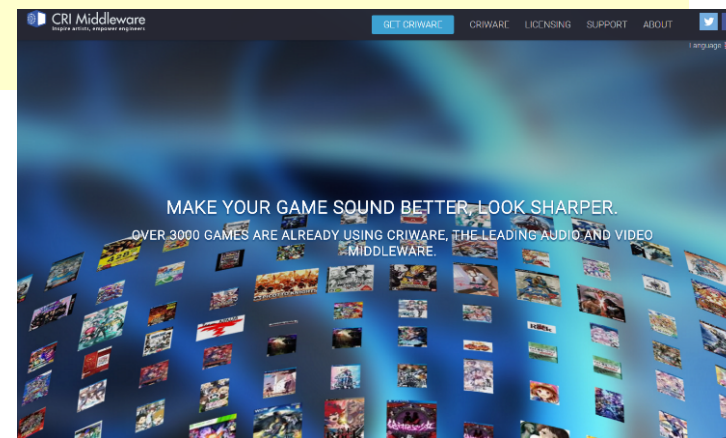 CRI Middleware
Inspire artists, empower engineers
GET CRIWARE
CRIWARE
LICENSING
SUPPORT
ABOUT
Language
MAKE YOUR GAME SOUND BETTER, LOOK SHARPER.
OVER 3000 GAMES ARE ALREADY USING CRIWARE, THE LEADING AUDIO AND VIDEO
MIDDLEWARE.